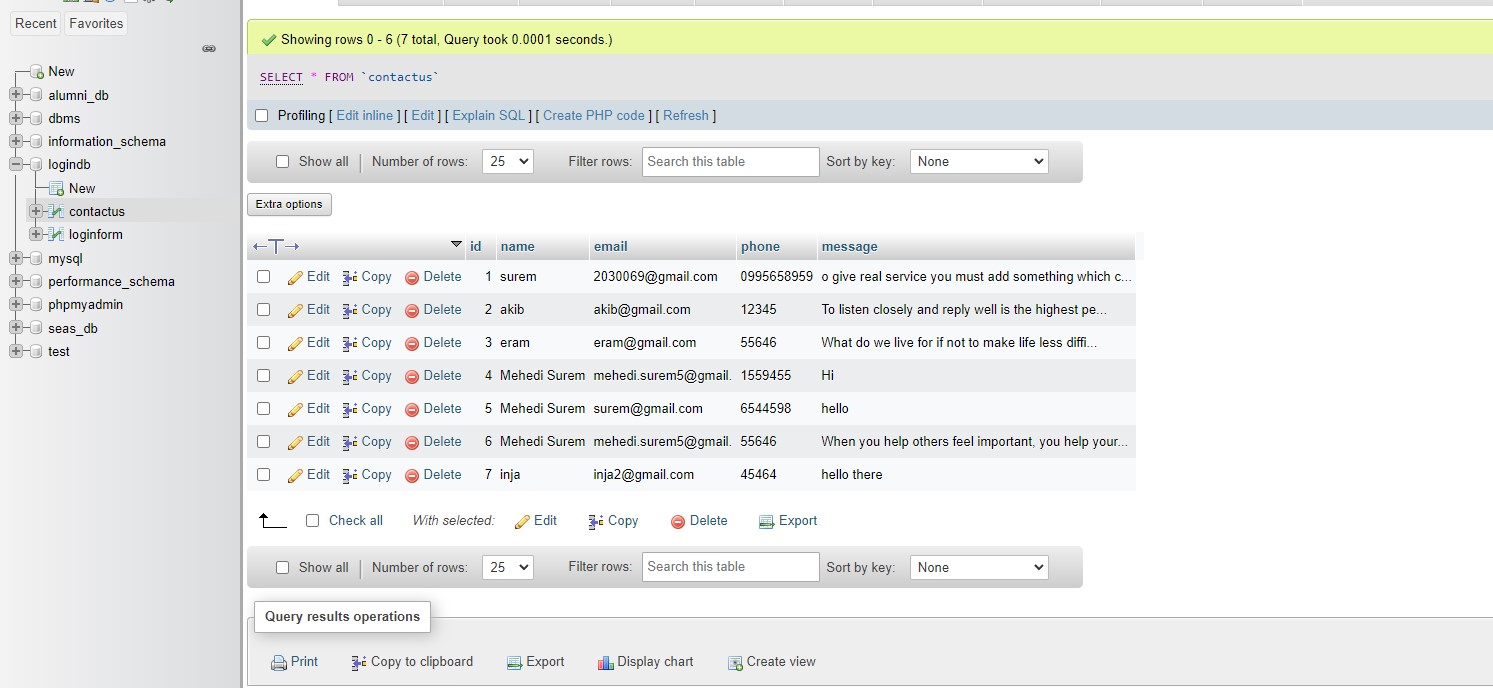 Recent Favorites
New
alumni_db
dbms
information_schema
logindb
New
contactus
loginform
mysql
performance_schema
phpmyadmin
seas_db
test
Showing rows 0 - 6 (7 total, Query took 0.0001 seconds.)
SELECT * FROM `contactus`
Profiling [ Edit inline ] [ Edit ] [ Explain SQL ] [ Create PHP code ] [ Refresh ]
Show all Number of rows: 25 Filter rows: Search this table Sort by key: None
Extra options
←T→ id name email phone message
Edit Copy Delete 1 surem 2030069@gmail.com 0995658959 o give real service you must add something which c...
Edit Copy Delete 2 akib akib@gmail.com 12345 To listen closely and reply well is the highest pe...
Edit Copy Delete 3 eram eram@gmail.com 55646 What do we live for if not to make life less diffi...
Edit Copy Delete 4 Mehedi Surem mehedi.surem5@gmail. 1559455 Hi
Edit Copy Delete 5 Mehedi Surem surem@gmail.com 6544598 hello
Edit Copy Delete 6 Mehedi Surem mehedi.surem5@gmail. 55646 When you help others feel important, you help your...
Edit Copy Delete 7 inja inja2@gmail.com 45464 hello there
Check all With selected: Edit Copy Delete Export
Show all Number of rows: 25 Filter rows: Search this table Sort by key: None
Query results operations
Print Copy to clipboard Export Display chart Create view